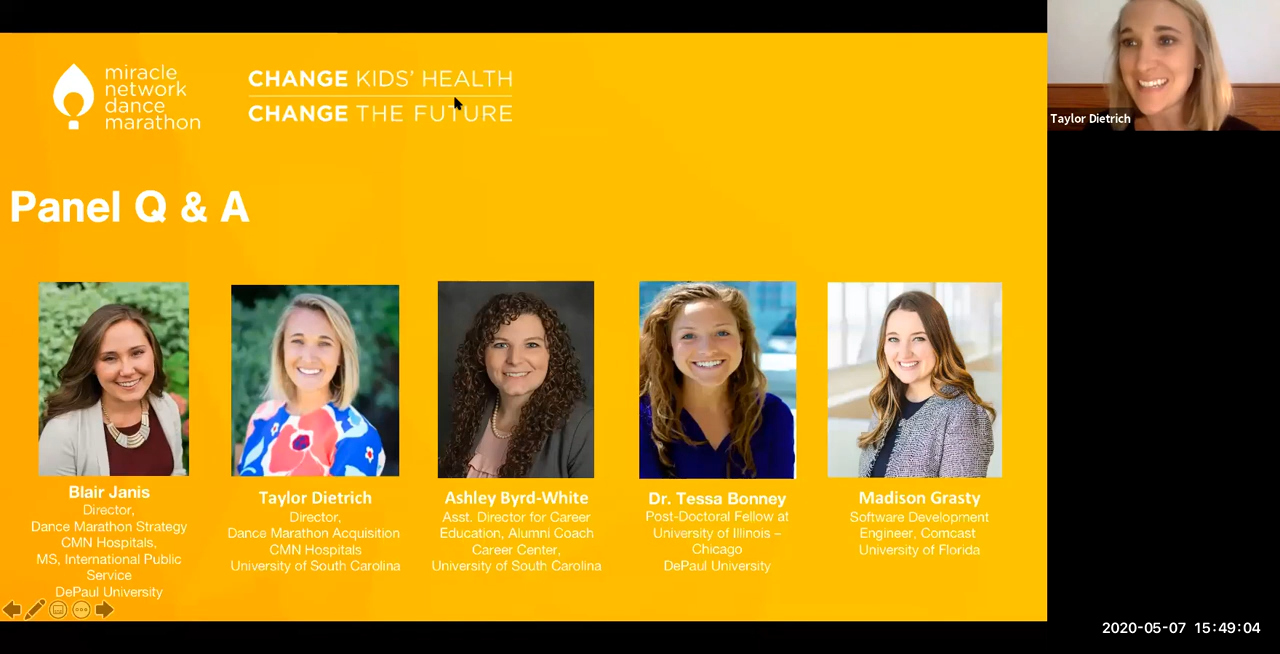 miracle
network
dance
marathon
CHANGE KIDS' HEALTH
CHANGE THE FUTURE
Taylor Dietrich
Panel Q & A
Blair Janis
Director,
Dance Marathon Strategy
CMN Hospitals,
MS, International Public
Service
DePaul University
Taylor Dietrich
Director,
Dance Marathon Acquisition
CMN Hospitals
University of South Carolina
Ashley Byrd-White
Asst. Director for Career
Education, Alumni Coach
Career Center,
University of South Carolina
Dr. Tessa Bonney
Post-Doctoral Fellow at
University of Illinois –
Chicago
DePaul University
Madison Grasty
Software Development
Engineer, Comcast
University of Florida
2020-05-07 15:49:04